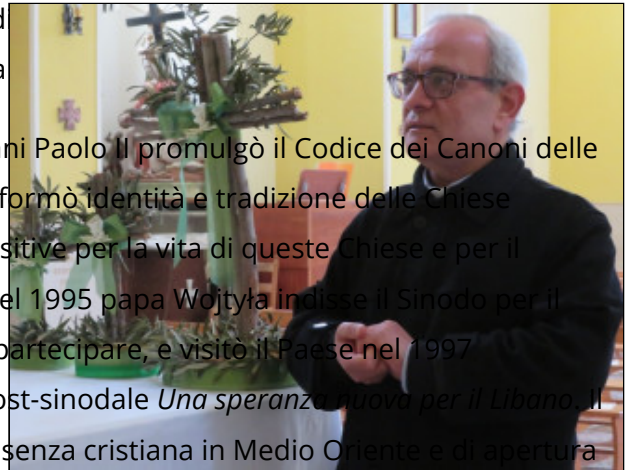 d "
a
ni Paolo II promulgò il Codice dei Canoni delle
formò identità e tradizione delle Chiese
sitive per la vita di queste Chiese e per il
el 1995 papa Wojtyła indisse il Sinodo per il
partecipare, e visitò il Paese nel 1997
ost-sinodale Una speranza nuova per il Libano. Il
senza cristiana in Medio Oriente e di apertura